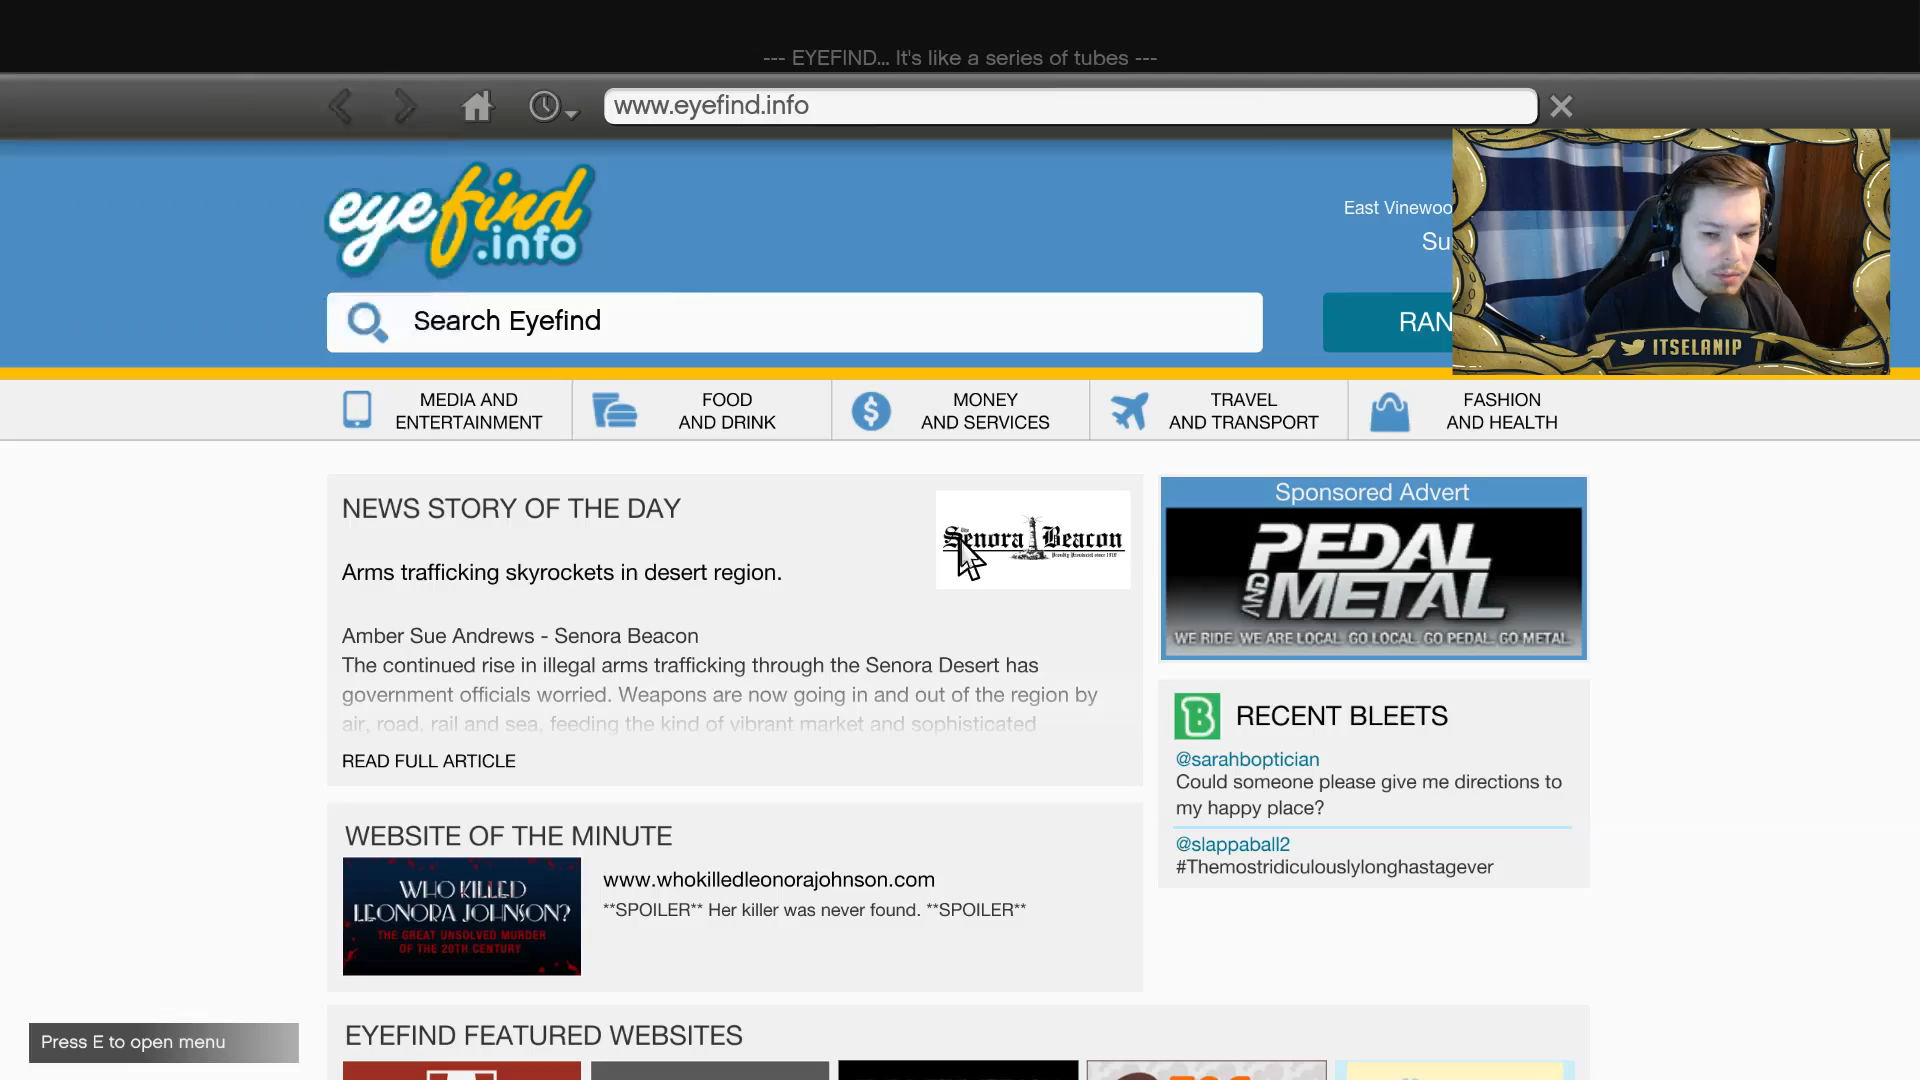 --- EYEFIND... It's like a series of tubes ---
www.eyefind.info
eyefind
.info
East Vinewoo
Su
Search Eyefind
RAN
ITSELANIP
MEDIA AND
ENTERTAINMENT
FOOD
AND DRINK
MONEY
AND SERVICES
TRAVEL
AND TRANSPORT
FASHION
AND HEALTH
NEWS STORY OF THE DAY
The Senora Beacon
Proudly Provincial since 1919
Arms trafficking skyrockets in desert region.
Amber Sue Andrews - Senora Beacon
The continued rise in illegal arms trafficking through the Senora Desert has
government officials worried. Weapons are now going in and out of the region by
air, road, rail and sea, feeding the kind of vibrant market and sophisticated
READ FULL ARTICLE
Sponsored Advert
PEDAL
AND METAL
WE RIDE. WE ARE LOCAL. GO LOCAL. GO PEDAL. GO METAL.
RECENT BLEETS
@sarahboptician
Could someone please give me directions to
my happy place?
@slappaball2
#Themostridiculouslylonghastagever
WEBSITE OF THE MINUTE
WHO KILLED
LEONORA JOHNSON?
THE GREAT UNSOLVED MURDER
OF THE 20TH CENTURY
www.whokilledleonorajohnson.com
**SPOILER** Her killer was never found. **SPOILER**
EYEFIND FEATURED WEBSITES
Press E to open menu